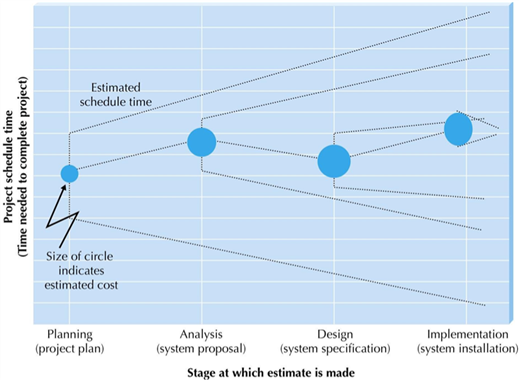 Project schedule time
(Time needed to complete project)
Estimated
schedule time
Size of circle
indicates
estimated cost
Planning
(project plan)
Analysis
(system proposal)
Design
(system specification)
Implementation
(system installation)
Stage at which estimate is made